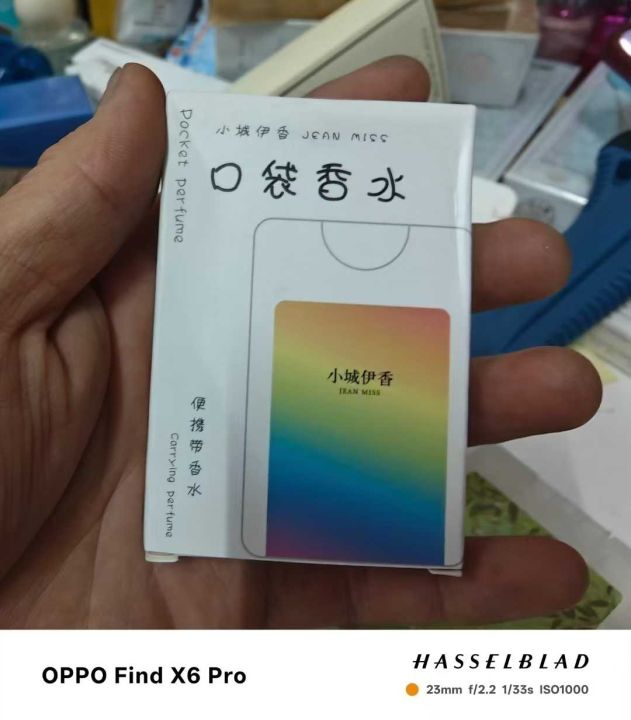 小城伊香 JEAN MISS
口袋香水
Pocket perfume
小城伊香
JEAN MISS
便携带香水
Carrying perfume
OPPO Find X6 Pro
HASSELBLAD
23mm f/2.2 1/33s ISO1000